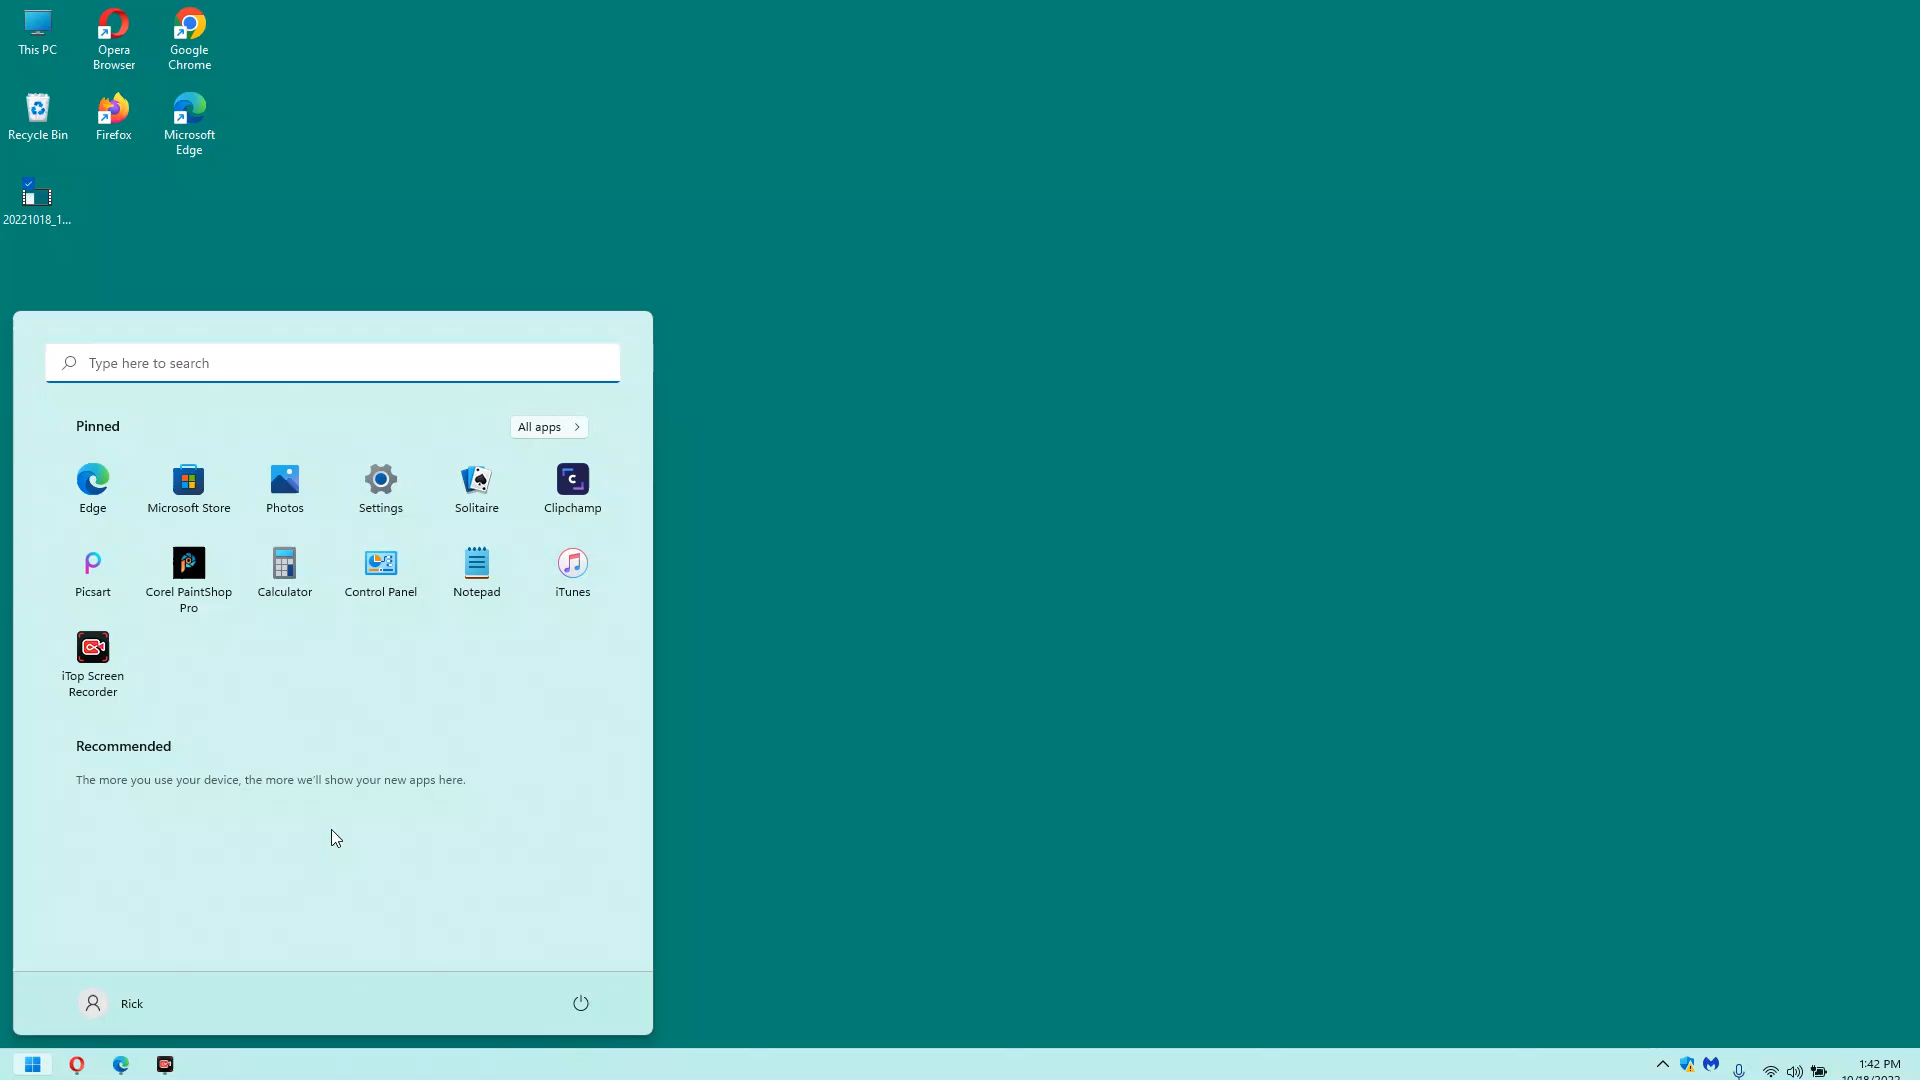 This PC
Opera
Browser
Google
Chrome
Recycle Bin
Firefox
Microsoft
Edge
20221018_1...
Type here to search
Pinned
All apps
Edge
Microsoft Store
Photos
Settings
Solitaire
Clipchamp
Picsart
Corel PaintShop
Pro
Calculator
Control Panel
Notepad
iTunes
iTop Screen
Recorder
Recommended
The more you use your device, the more we'll show your new apps here.
Rick
1:42 PM
10/18/2022